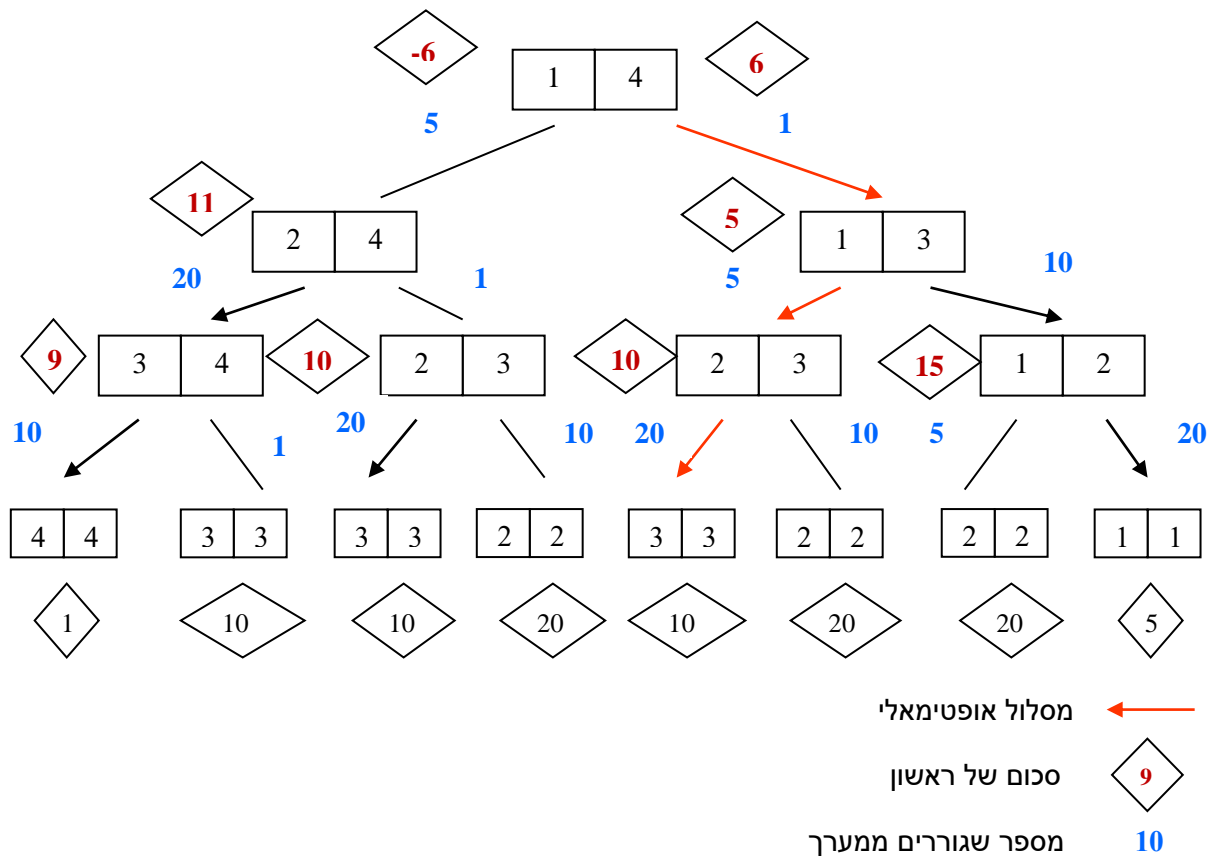 -6 1 4 6
5 1
11 2 4 5 1 3
20 1 5 10
9 3 4 10 2 3 10 2 3 15 1 2
10 1 20 10 20 10 5 20
4 4 3 3 3 3 2 2 3 3 2 2 2 2 1 1
1 10 10 20 10 20 20 5
מסלול אופטימאלי
סכום של ראשון 9
מספר שגוררים ממערך 10